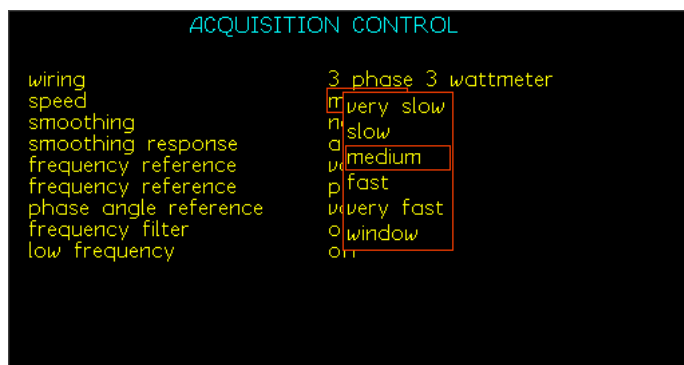 ACQUISITION CONTROL
wiring 3 phase 3 wattmeter
speed
smoothing
smoothing response
frequency reference
frequency reference
phase angle reference
frequency filter
low frequency
very slow
slow
medium
fast
very fast
window